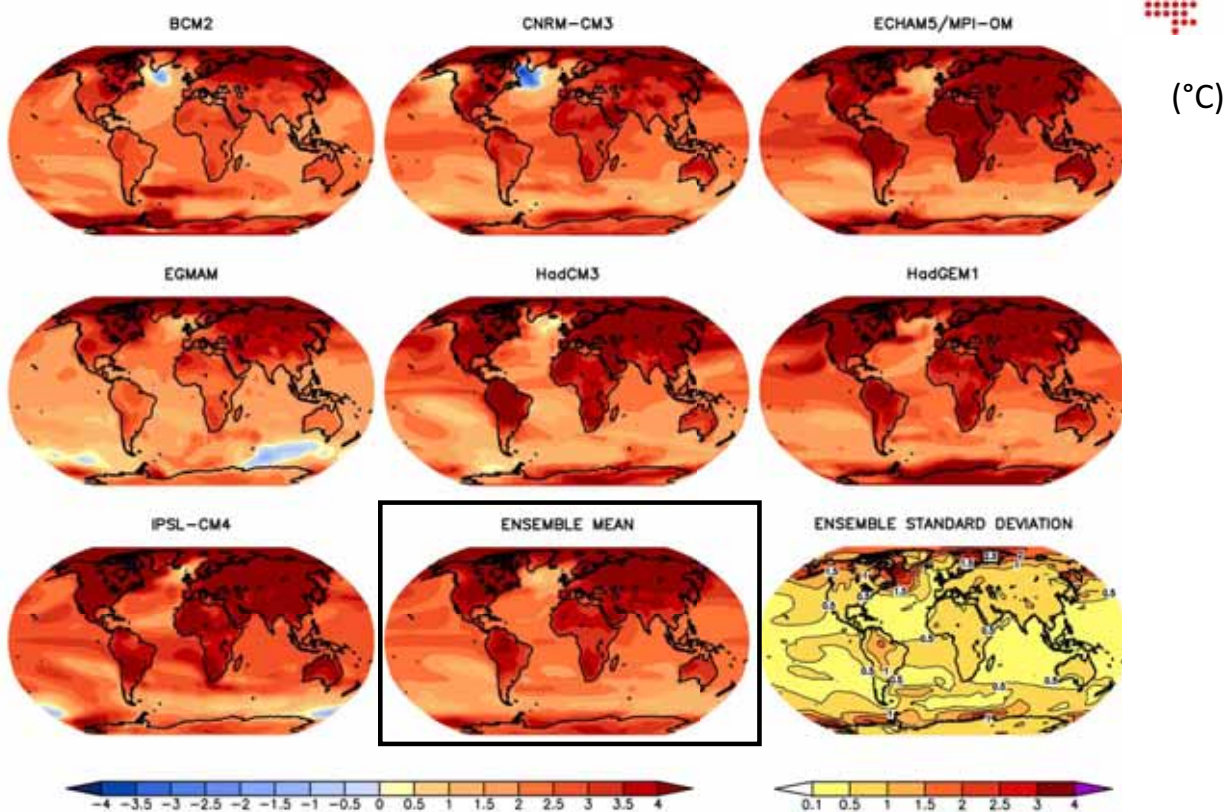 BCM2
CNRM-CM3
ECHAM5/MPI-OM
(°C)
EGMAM
HadCM3
HadGEM1
IPSL-CM4
ENSEMBLE MEAN
ENSEMBLE STANDARD DEVIATION
-4 -3.5 -3 -2.5 -2 -1.5 -1 -0.5 0 0.5 1 1.5 2 2.5 3 3.5 4
0.1 0.5 1 1.5 2 2.5 3